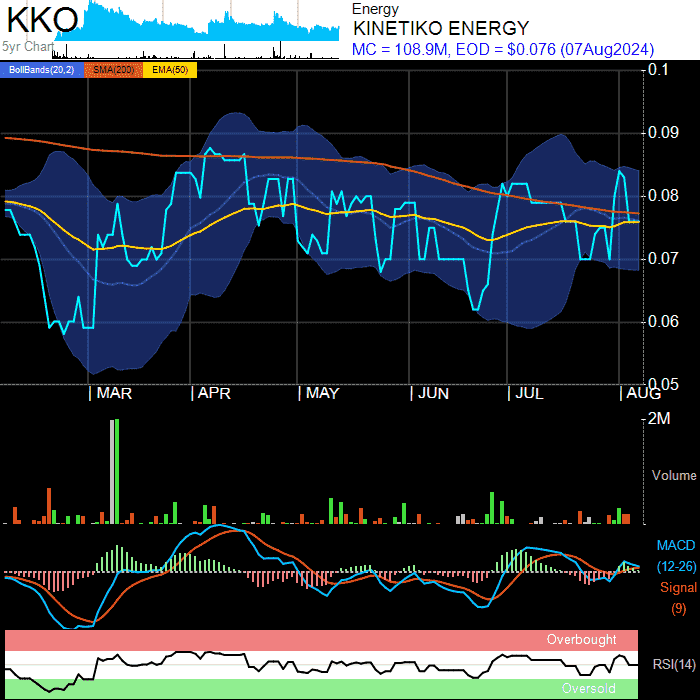 KKO
5yr Chart
Energy
KINETIKO ENERGY
MC = 108.9M, EOD = $0.076 (07Aug2024)
BollBands(20,2) SMA(200) EMA(50)
0.1
0.09
0.08
0.07
0.06
0.05
MAR APR MAY JUN JUL AUG
2M
Volume
MACD
(12-26)
Signal
(9)
Overbought
RSI(14)
Oversold